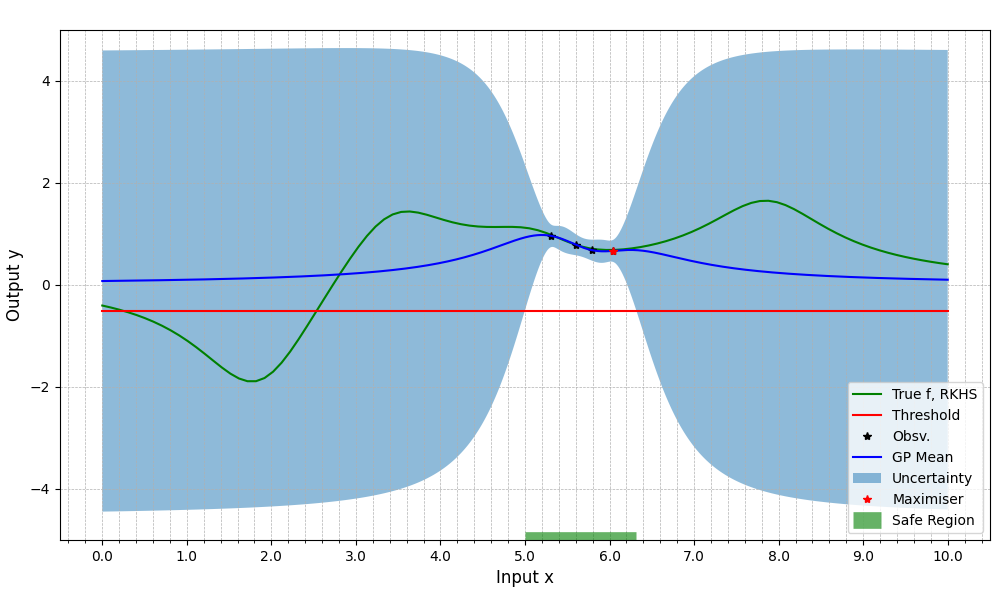 4
2
0
−2
−4
Output y
0.0 1.0 2.0 3.0 4.0 5.0 6.0 7.0 8.0 9.0 10.0
Input x
True f, RKHS
Threshold
Obsv.
GP Mean
Uncertainty
Maximiser
Safe Region